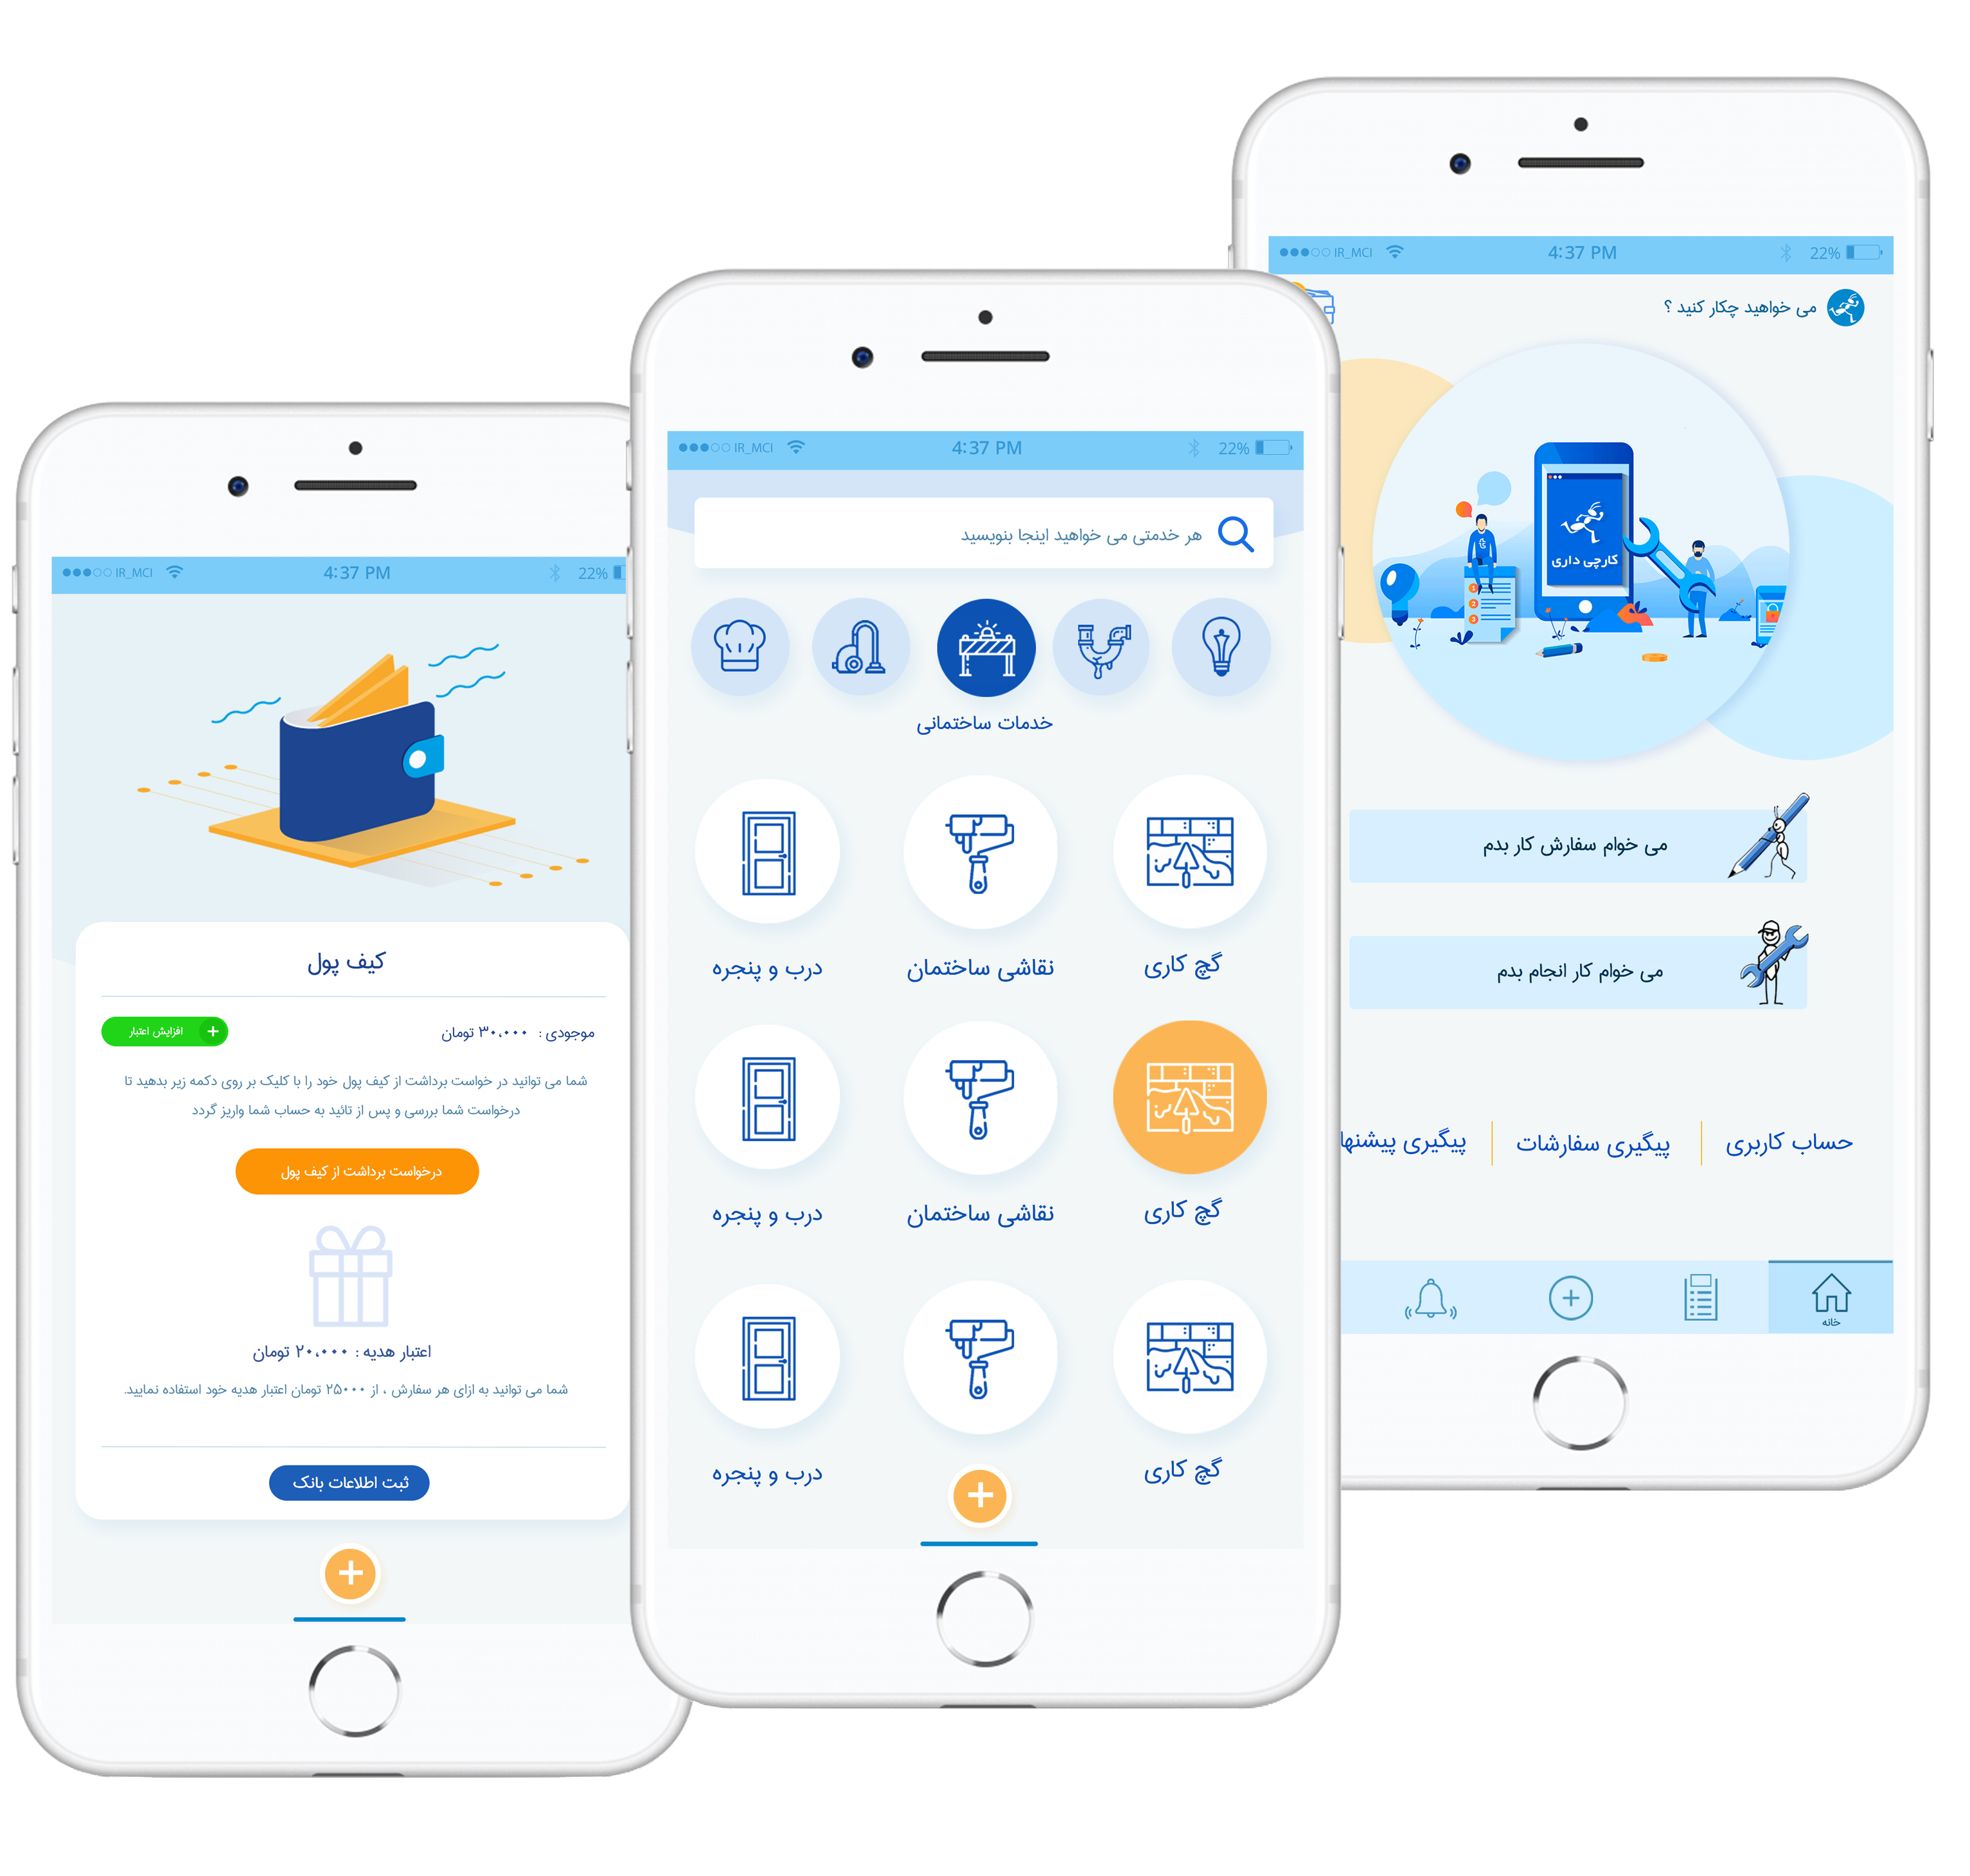 IR_MCI 4:37 PM 22%
کیف پول
موجودی : ۳۰،۰۰۰ تومان
افزایش اعتبار
شما می توانید در خواست برداشت از کیف پول خود را با کلیک بر روی دکمه زیر بدهید تا
درخواست شما بررسی و پس از تائید به حساب شما واریز گردد
درخواست برداشت از کیف پول
اعتبار هدیه : ۲۰،۰۰۰ تومان
شما می توانید به ازای هر سفارش ، از ۲۵۰۰۰ تومان اعتبار هدیه خود استفاده نمایید.
ثبت اطلاعات بانک
IR_MCI 4:37 PM 22%
هر خدمتی می خواهید اینجا بنویسید
خدمات ساختمانی
گچ کاری نقاشی ساختمان درب و پنجره
گچ کاری نقاشی ساختمان درب و پنجره
گچ کاری درب و پنجره
IR_MCI 4:37 PM 22%
می خواهید چکار کنید ؟
کارچی داری
1
2
3
می خوام سفارش کار بدم
می خوام کار انجام بدم
حساب کاربری پیگیری سفارشات پیگیری پیشنها
خانه